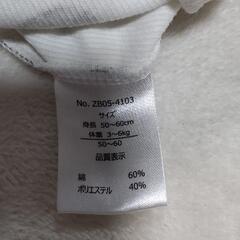 No. ZB05-4103
サイズ
身長 50~60cm
体重 3~6kg
50-60
品質表示
綿 60%
ポリエステル 40%